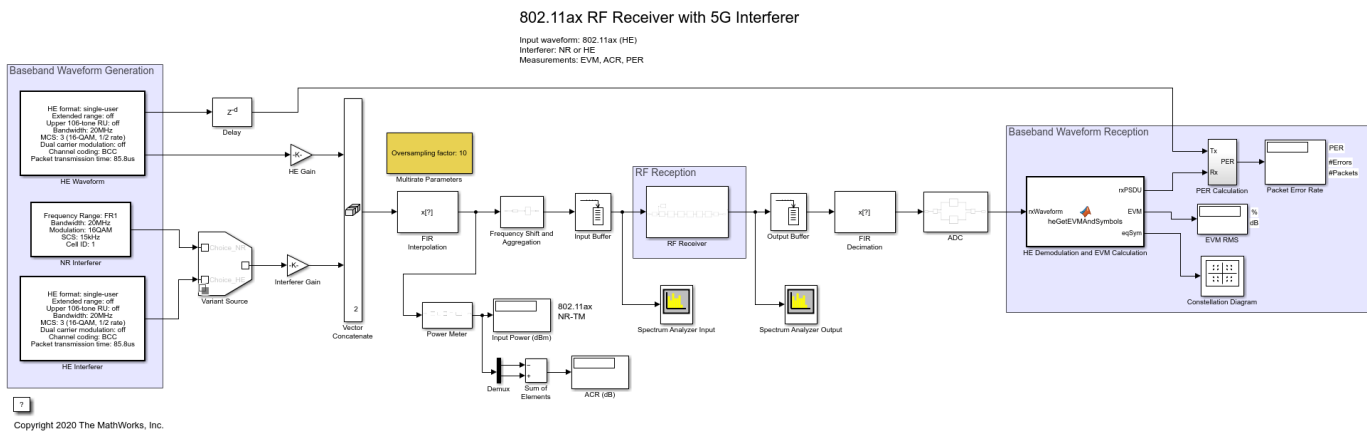 802.11ax RF Receiver with 5G Interferer
Input waveform: 802.11ax (HE)
Interferer: NR or HE
Measurements: EVM, ACR, PER
Baseband Waveform Generation
HE format: single-user
Extended range: off
Upper 106-tone RU: off
Bandwidth: 20MHz
MCS: 3 (16-QAM, 1/2 rate)
Dual carrier modulation: off
Channel coding: BCC
Packet transmission time: 85.8us
HE Waveform
Frequency Range: FR1
Bandwidth: 20MHz
Modulation: 16QAM
SCS: 15kHz
Cell ID: 1
NR Interferer
HE format: single-user
Extended range: off
Upper 106-tone RU: off
Bandwidth: 20MHz
MCS: 3 (16-QAM, 1/2 rate)
Dual carrier modulation: off
Channel coding: BCC
Packet transmission time: 85.8us
HE Interferer
z-d
Delay
-K-
HE Gain
Choice_NR
Choice_HE
Variant Source
-K-
Interferer Gain
2
Vector
Concatenate
Oversampling factor: 10
Multirate Parameters
x[?]
FIR
Interpolation
Frequency Shift and
Aggregation
Input Buffer
RF Reception
RF Receiver
Output Buffer
x[?]
FIR
Decimation
ADC
Power Meter
802.11ax
NR-TM
Input Power (dBm)
Demux
−
+
Sum of
Elements
ACR (dB)
Spectrum Analyzer Input
Spectrum Analyzer Output
Baseband Waveform Reception
rxWaveform
heGetEVMAndSymbols
rxPSDU
EVM
eqSym
HE Demodulation and EVM Calculation
Tx
Rx
PER
PER Calculation
PER
#Errors
#Packets
Packet Error Rate
%
dB
EVM RMS
Constellation Diagram
?
Copyright 2020 The MathWorks, Inc.